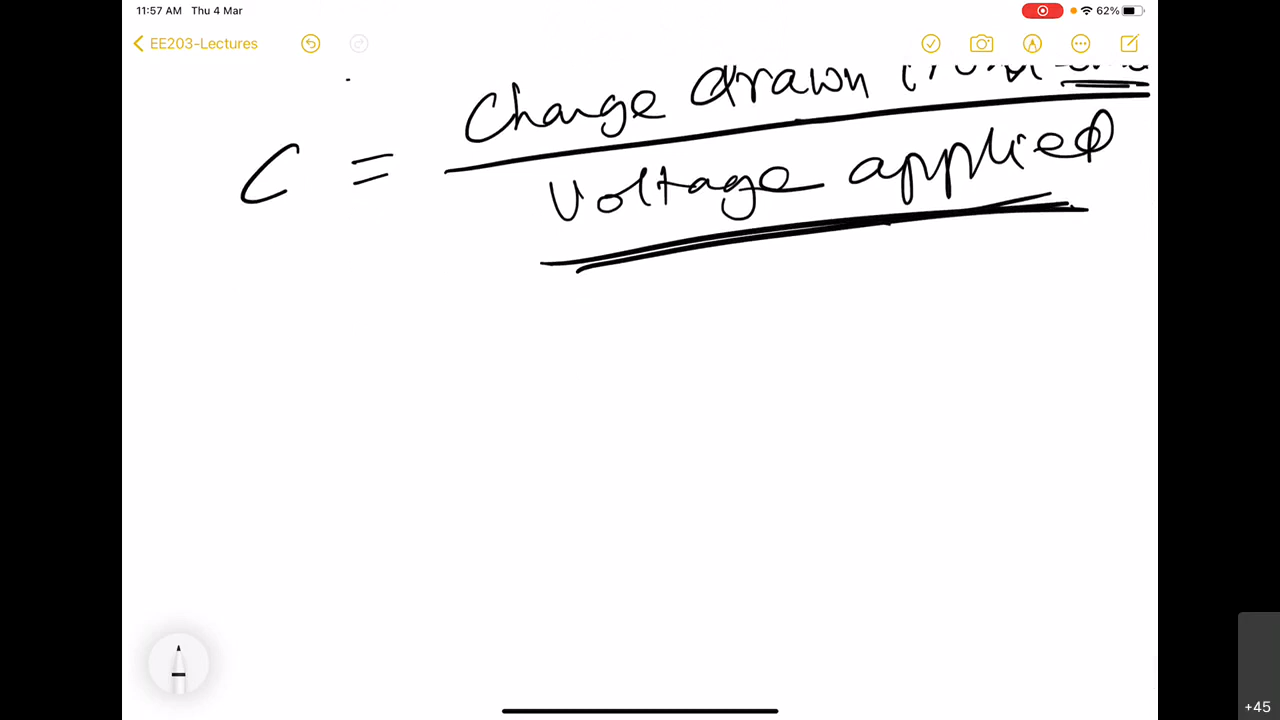 11:57 AM Thu 4 Mar
62%
EE203-Lectures
Charge drawn from
C =
Voltage applied
+45